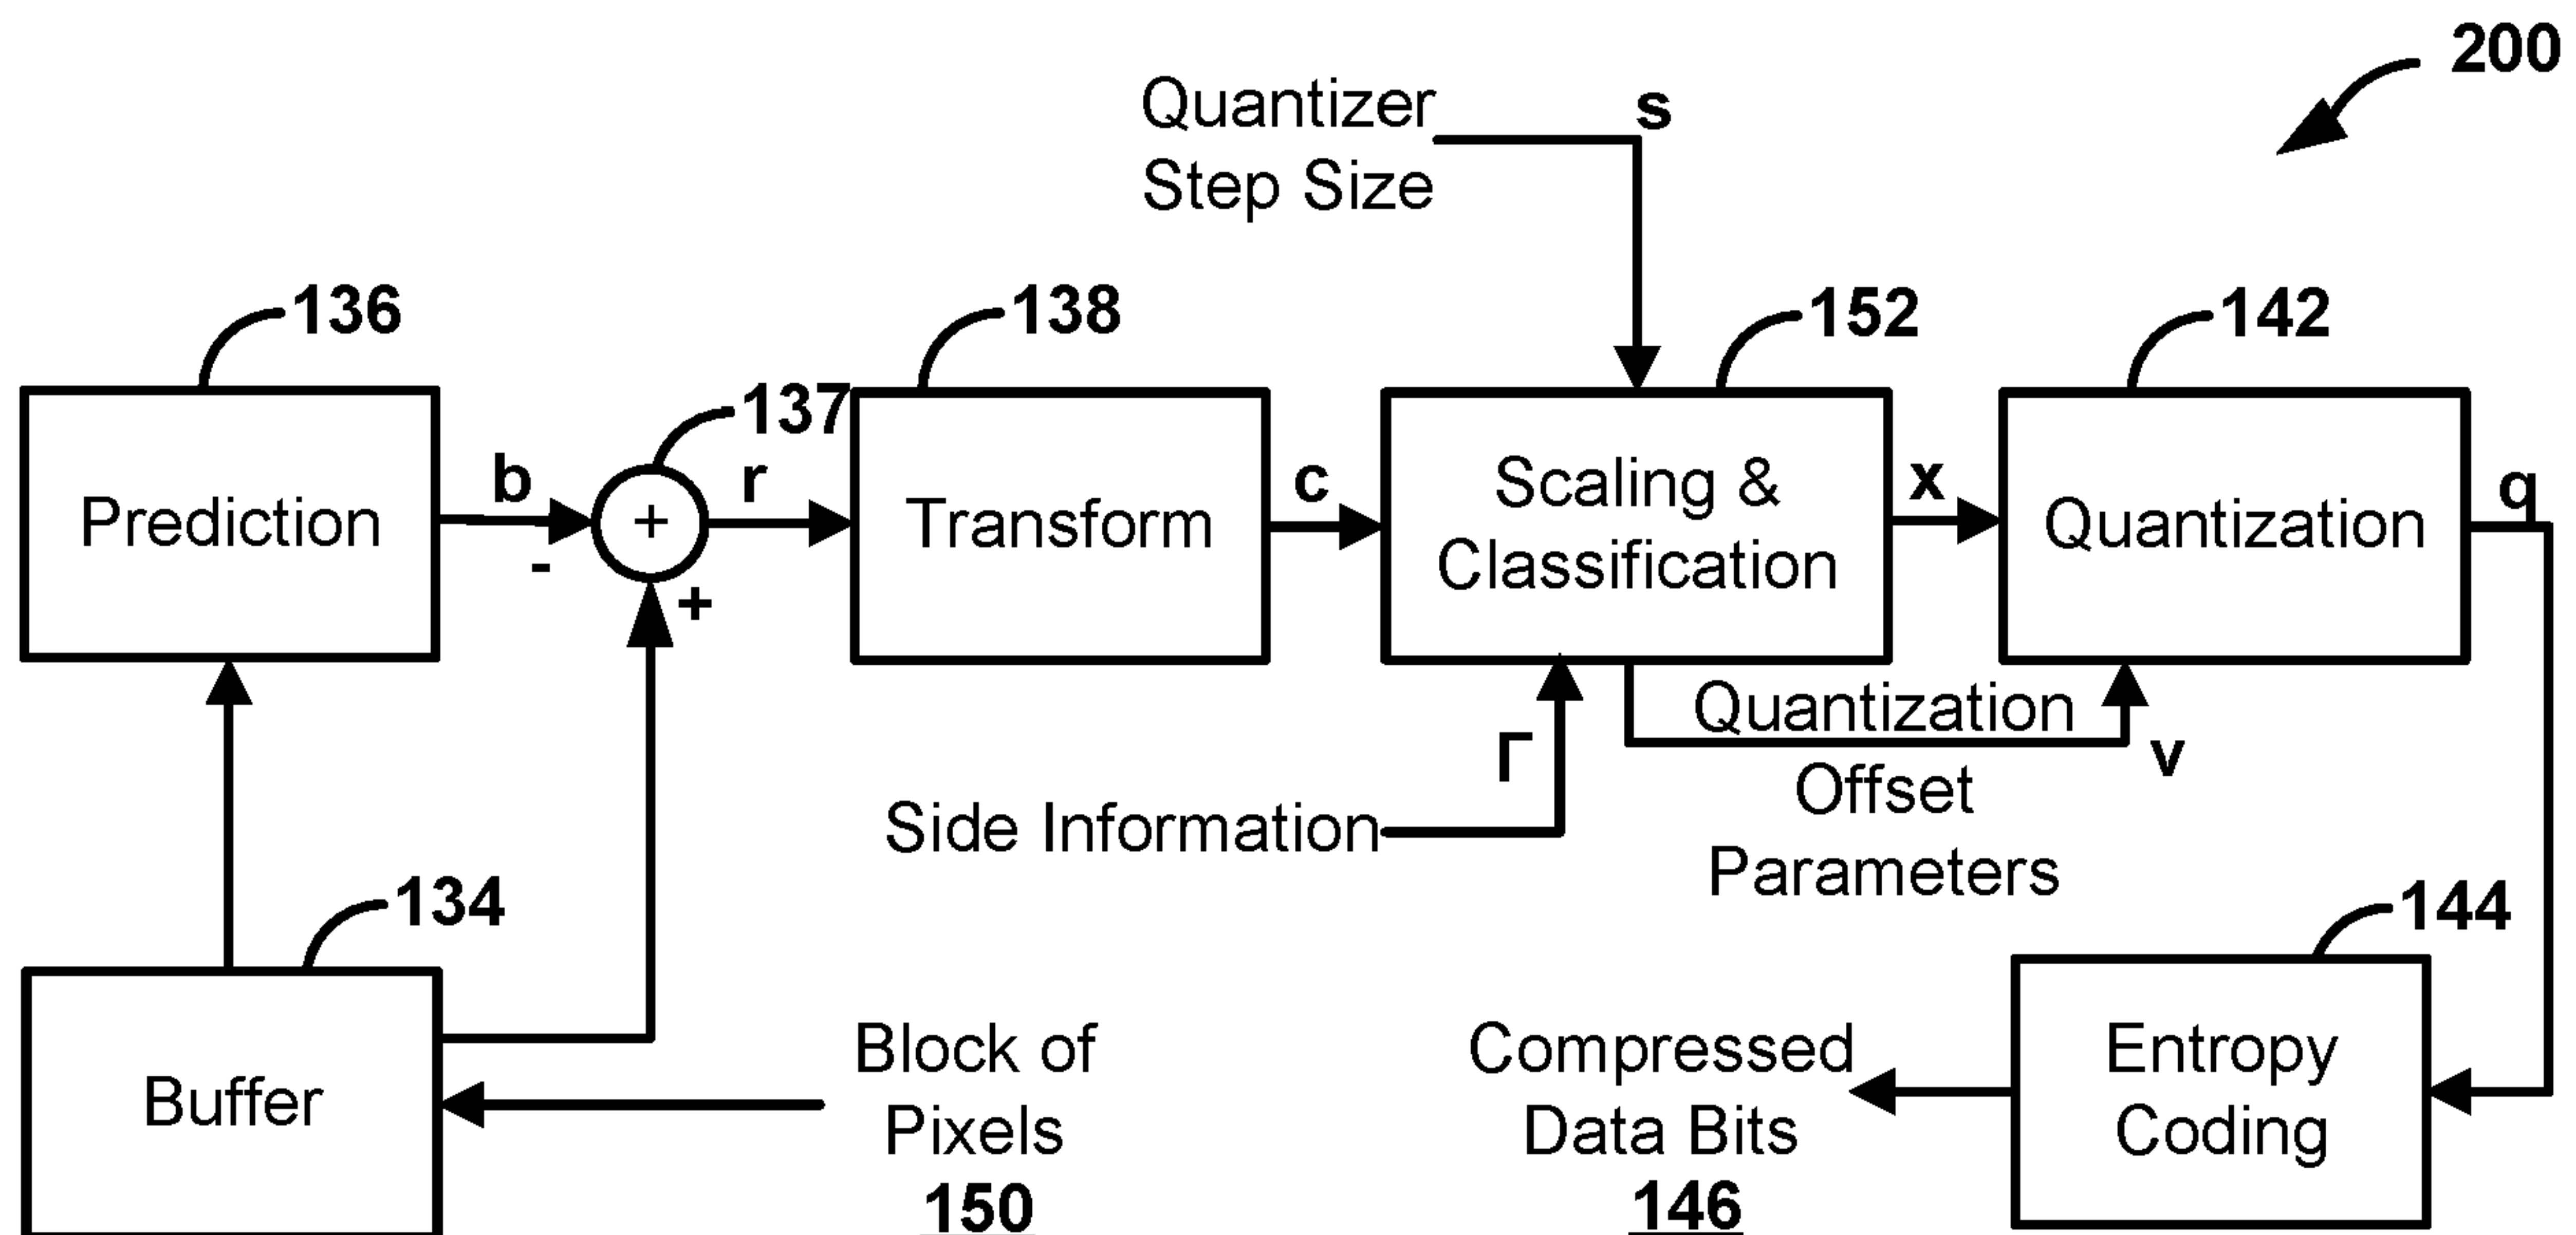 200
Quantizer
Step Size
s
136
138
152
142
137
b
r
c
x
q
Prediction
+
Transform
Scaling &
Classification
Quantization
-
+
Quantization
Offset
Parameters
v
Γ
Side Information
134
144
Buffer
Block of
Pixels
150
Compressed
Data Bits
146
Entropy
Coding